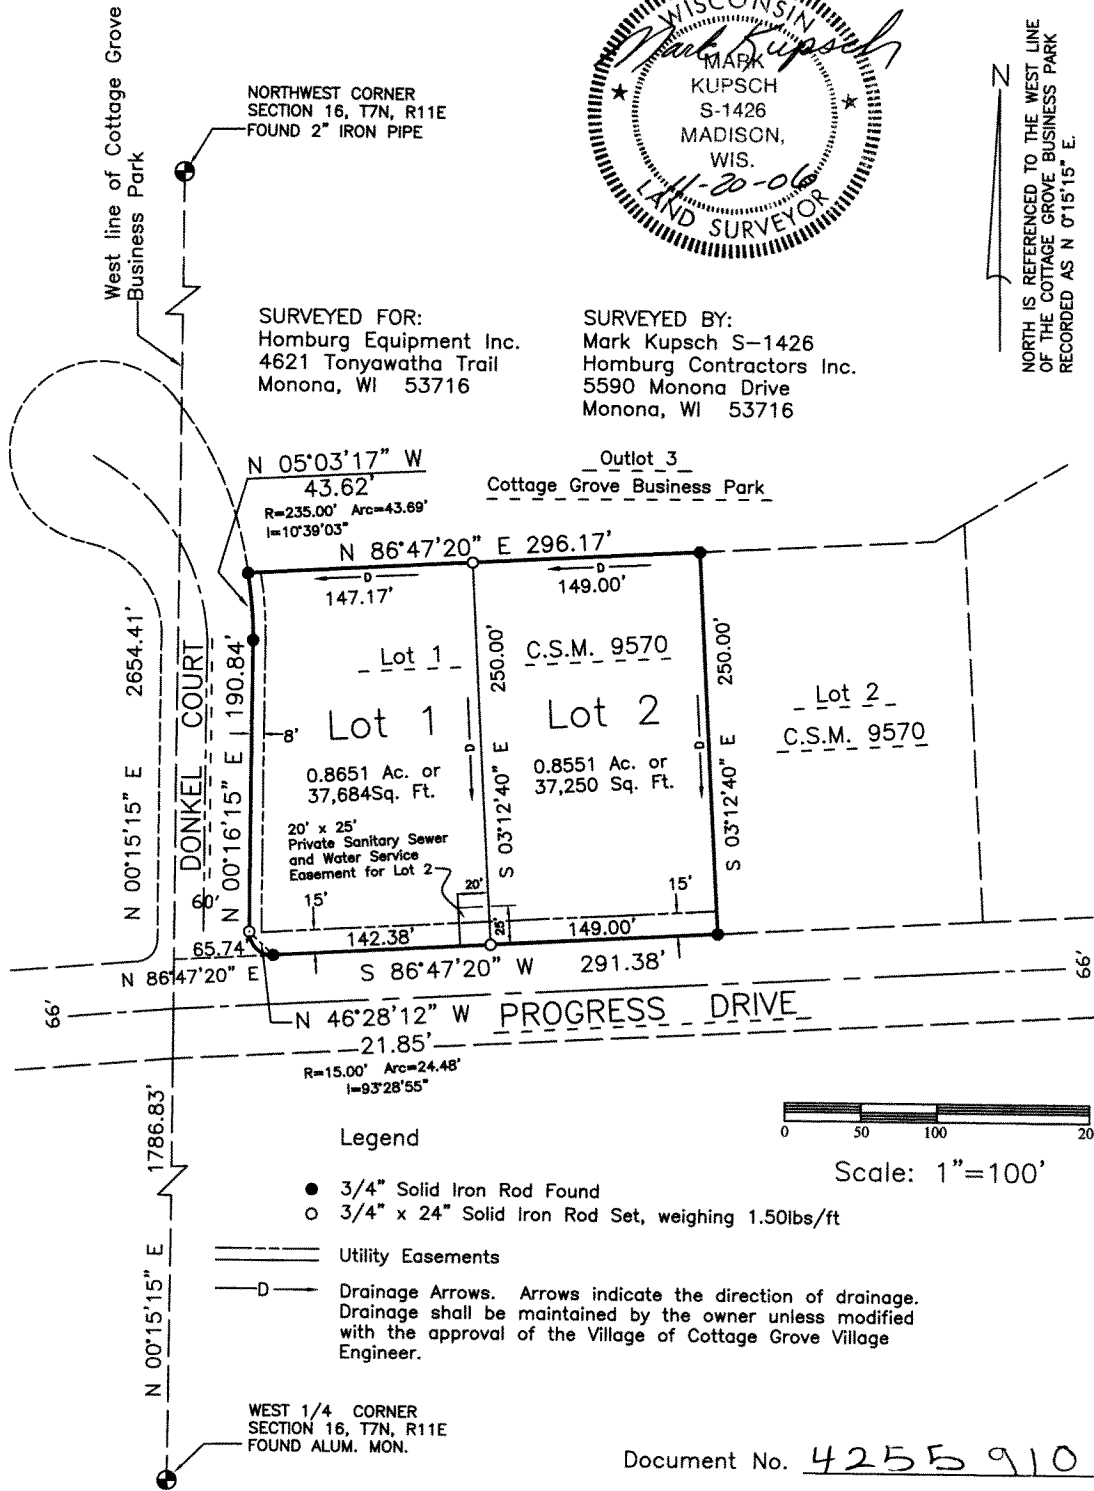 WISCONSIN
Mark Kupsch
MARK
KUPSCH
S-1426
MADISON,
WIS.
11-20-06
LAND SURVEYOR
West line of Cottage Grove
Business Park
NORTHWEST CORNER
SECTION 16, T7N, R11E
FOUND 2" IRON PIPE
N
NORTH IS REFERENCED TO THE WEST LINE
OF THE COTTAGE GROVE BUSINESS PARK
RECORDED AS N 0°15'15" E.
SURVEYED FOR:
Homburg Equipment Inc.
4621 Tonyawatha Trail
Monona, WI 53716
SURVEYED BY:
Mark Kupsch S-1426
Homburg Contractors Inc.
5590 Monona Drive
Monona, WI 53716
N 05°03'17" W
43.62'
R=235.00' Arc=43.69'
I=10°39'03"
Outlot 3
Cottage Grove Business Park
N 86°47'20" E 296.17'
D
147.17'
D
149.00'
2654.41'
N 00°15'15" E
DONKEL COURT
60'
N 00°16'15" E 190.84'
8'
Lot 1
Lot 1
0.8651 Ac. or
37,684Sq. Ft.
20' x 25'
Private Sanitary Sewer
and Water Service
Easement for Lot 2
D
S 03°12'40" E 250.00'
C.S.M. 9570
Lot 2
0.8551 Ac. or
37,250 Sq. Ft.
D
S 03°12'40" E 250.00'
Lot 2
C.S.M. 9570
15'
20'
25'
15'
142.38'
149.00'
65.74'
N 86°47'20" E
S 86°47'20" W 291.38'
66'
66'
N 46°28'12" W
21.85'
R=15.00' Arc=24.48'
I=93°28'55"
PROGRESS DRIVE
1786.83'
N 00°15'15" E
0 50 100 20
Scale: 1"=100'
Legend
3/4" Solid Iron Rod Found
3/4" x 24" Solid Iron Rod Set, weighing 1.50lbs/ft
Utility Easements
D Drainage Arrows. Arrows indicate the direction of drainage.
Drainage shall be maintained by the owner unless modified
with the approval of the Village of Cottage Grove Village
Engineer.
WEST 1/4 CORNER
SECTION 16, T7N, R11E
FOUND ALUM. MON.
Document No. 4255910